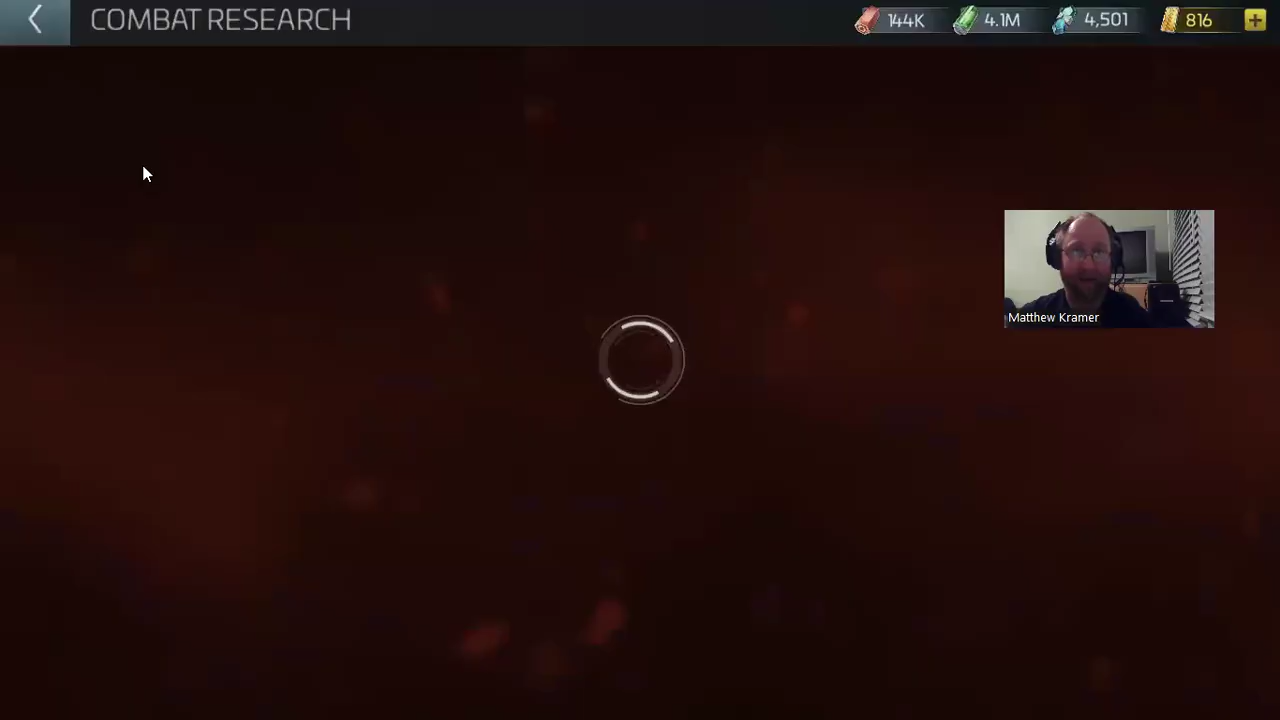 COMBAT RESEARCH
144K
4.1M
4,501
816
Matthew Kramer